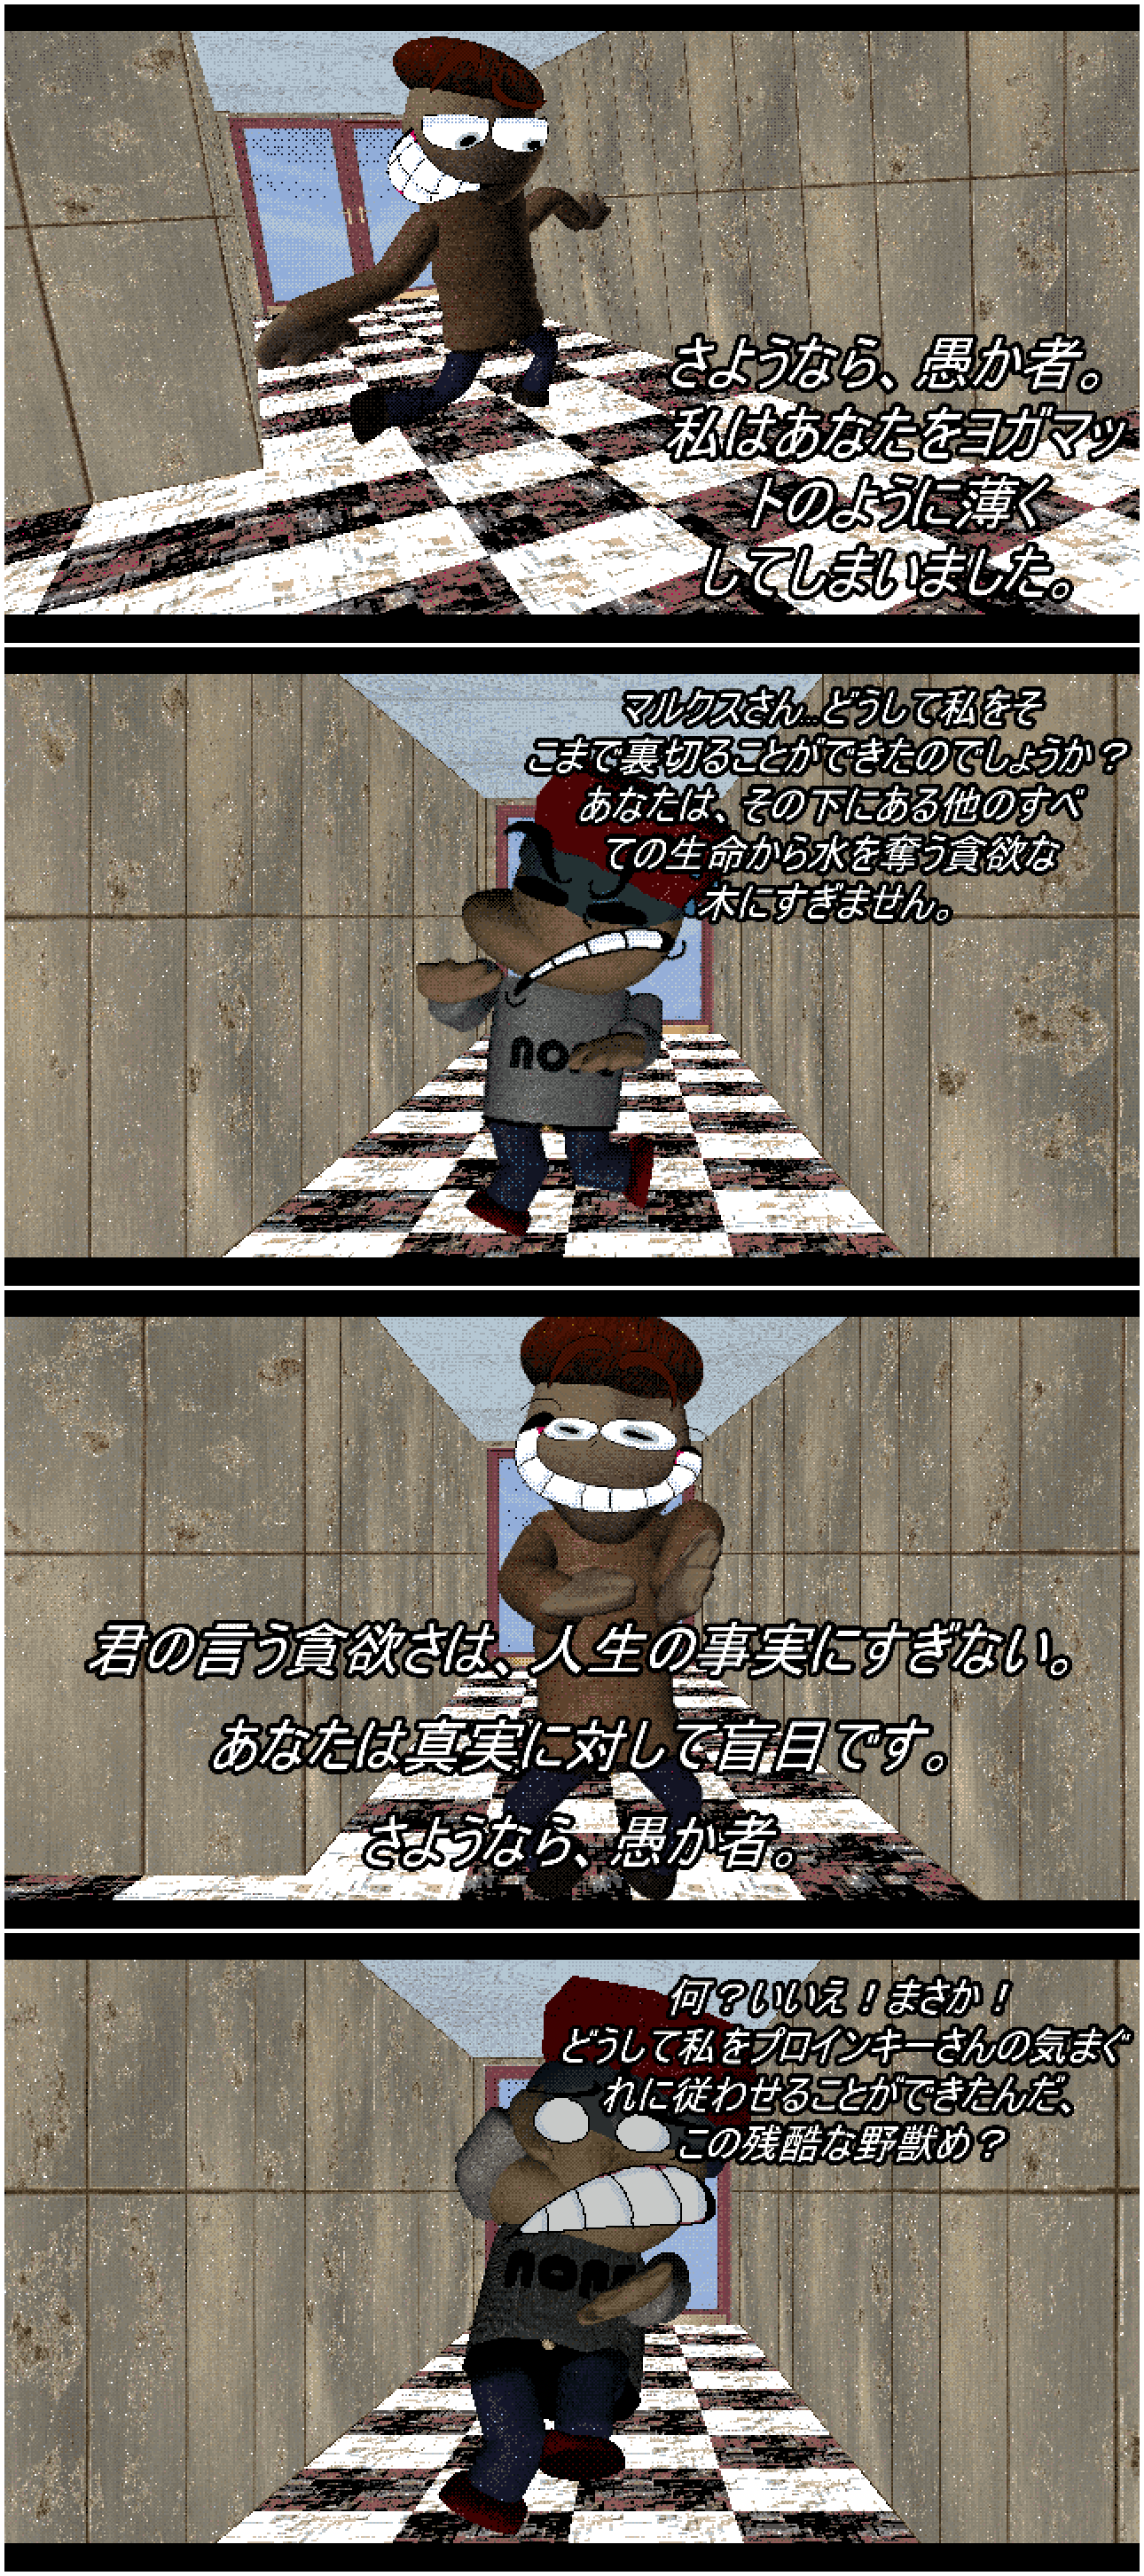 さようなら、愚か者。
私はあなたをヨガマッ
トのように薄く
してしまいました。
マルクスさん...どうして私をそ
こまで裏切ることができたのでしょうか？
あなたは、その下にある他のすべ
ての生命から水を奪う貪欲な
木にすぎません。
君の言う貪欲さは、人生の事実にすぎない。
あなたは真実に対して盲目です。
さようなら、愚か者。
何？いいえ！まさか！
どうして私をプロインキーさんの気まぐ
れに従わせることができたんだ、
この残酷な野獣め？